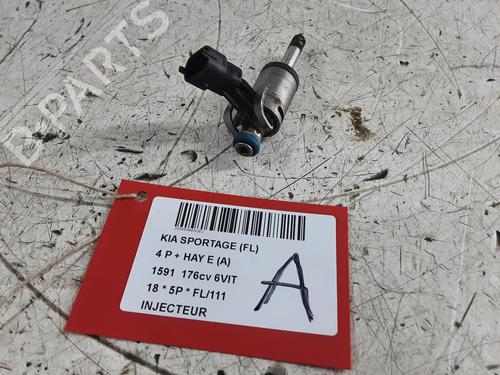 D PARTS
KIA SPORTAGE (FL)
4 P + HAY E (A)
1591 176cv 6VIT
18 * 5P * FL/111
INJECTEUR
A